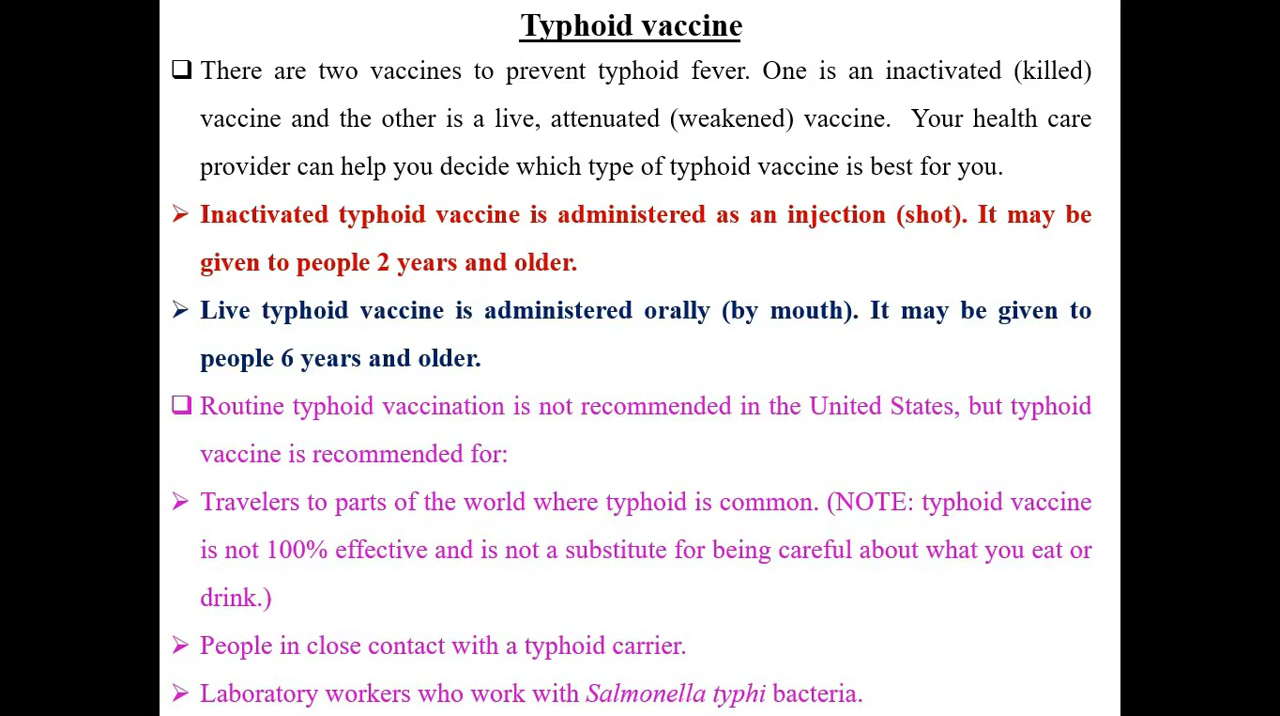 Typhoid vaccine
❑ There are two vaccines to prevent typhoid fever. One is an inactivated (killed)
vaccine and the other is a live, attenuated (weakened) vaccine.  Your health care
provider can help you decide which type of typhoid vaccine is best for you.
➢ Inactivated typhoid vaccine is administered as an injection (shot). It may be
given to people 2 years and older.
➢ Live typhoid vaccine is administered orally (by mouth). It may be given to
people 6 years and older.
❑ Routine typhoid vaccination is not recommended in the United States, but typhoid
vaccine is recommended for:
➢ Travelers to parts of the world where typhoid is common. (NOTE: typhoid vaccine
is not 100% effective and is not a substitute for being careful about what you eat or
drink.)
➢ People in close contact with a typhoid carrier.
➢ Laboratory workers who work with Salmonella typhi bacteria.